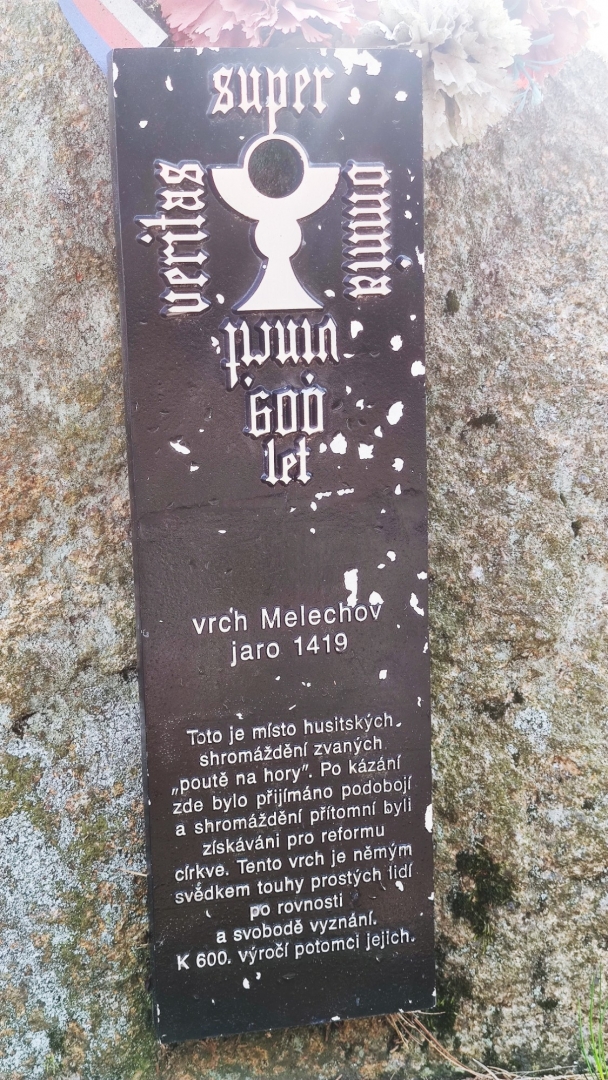 super
veritas
omnia
vincit
600
let
vrch Melechov
jaro 1419
Toto je místo husitských
shromáždění zvaných
„poutě na hory". Po kázání
zde bylo přijímáno podobojí
a shromáždění přítomní byli
získáváni pro reformu
církve. Tento vrch je němým
svědkem touhy prostých lidí
po rovnosti
a svobodě vyznání.
K 600. výročí potomci jejich.